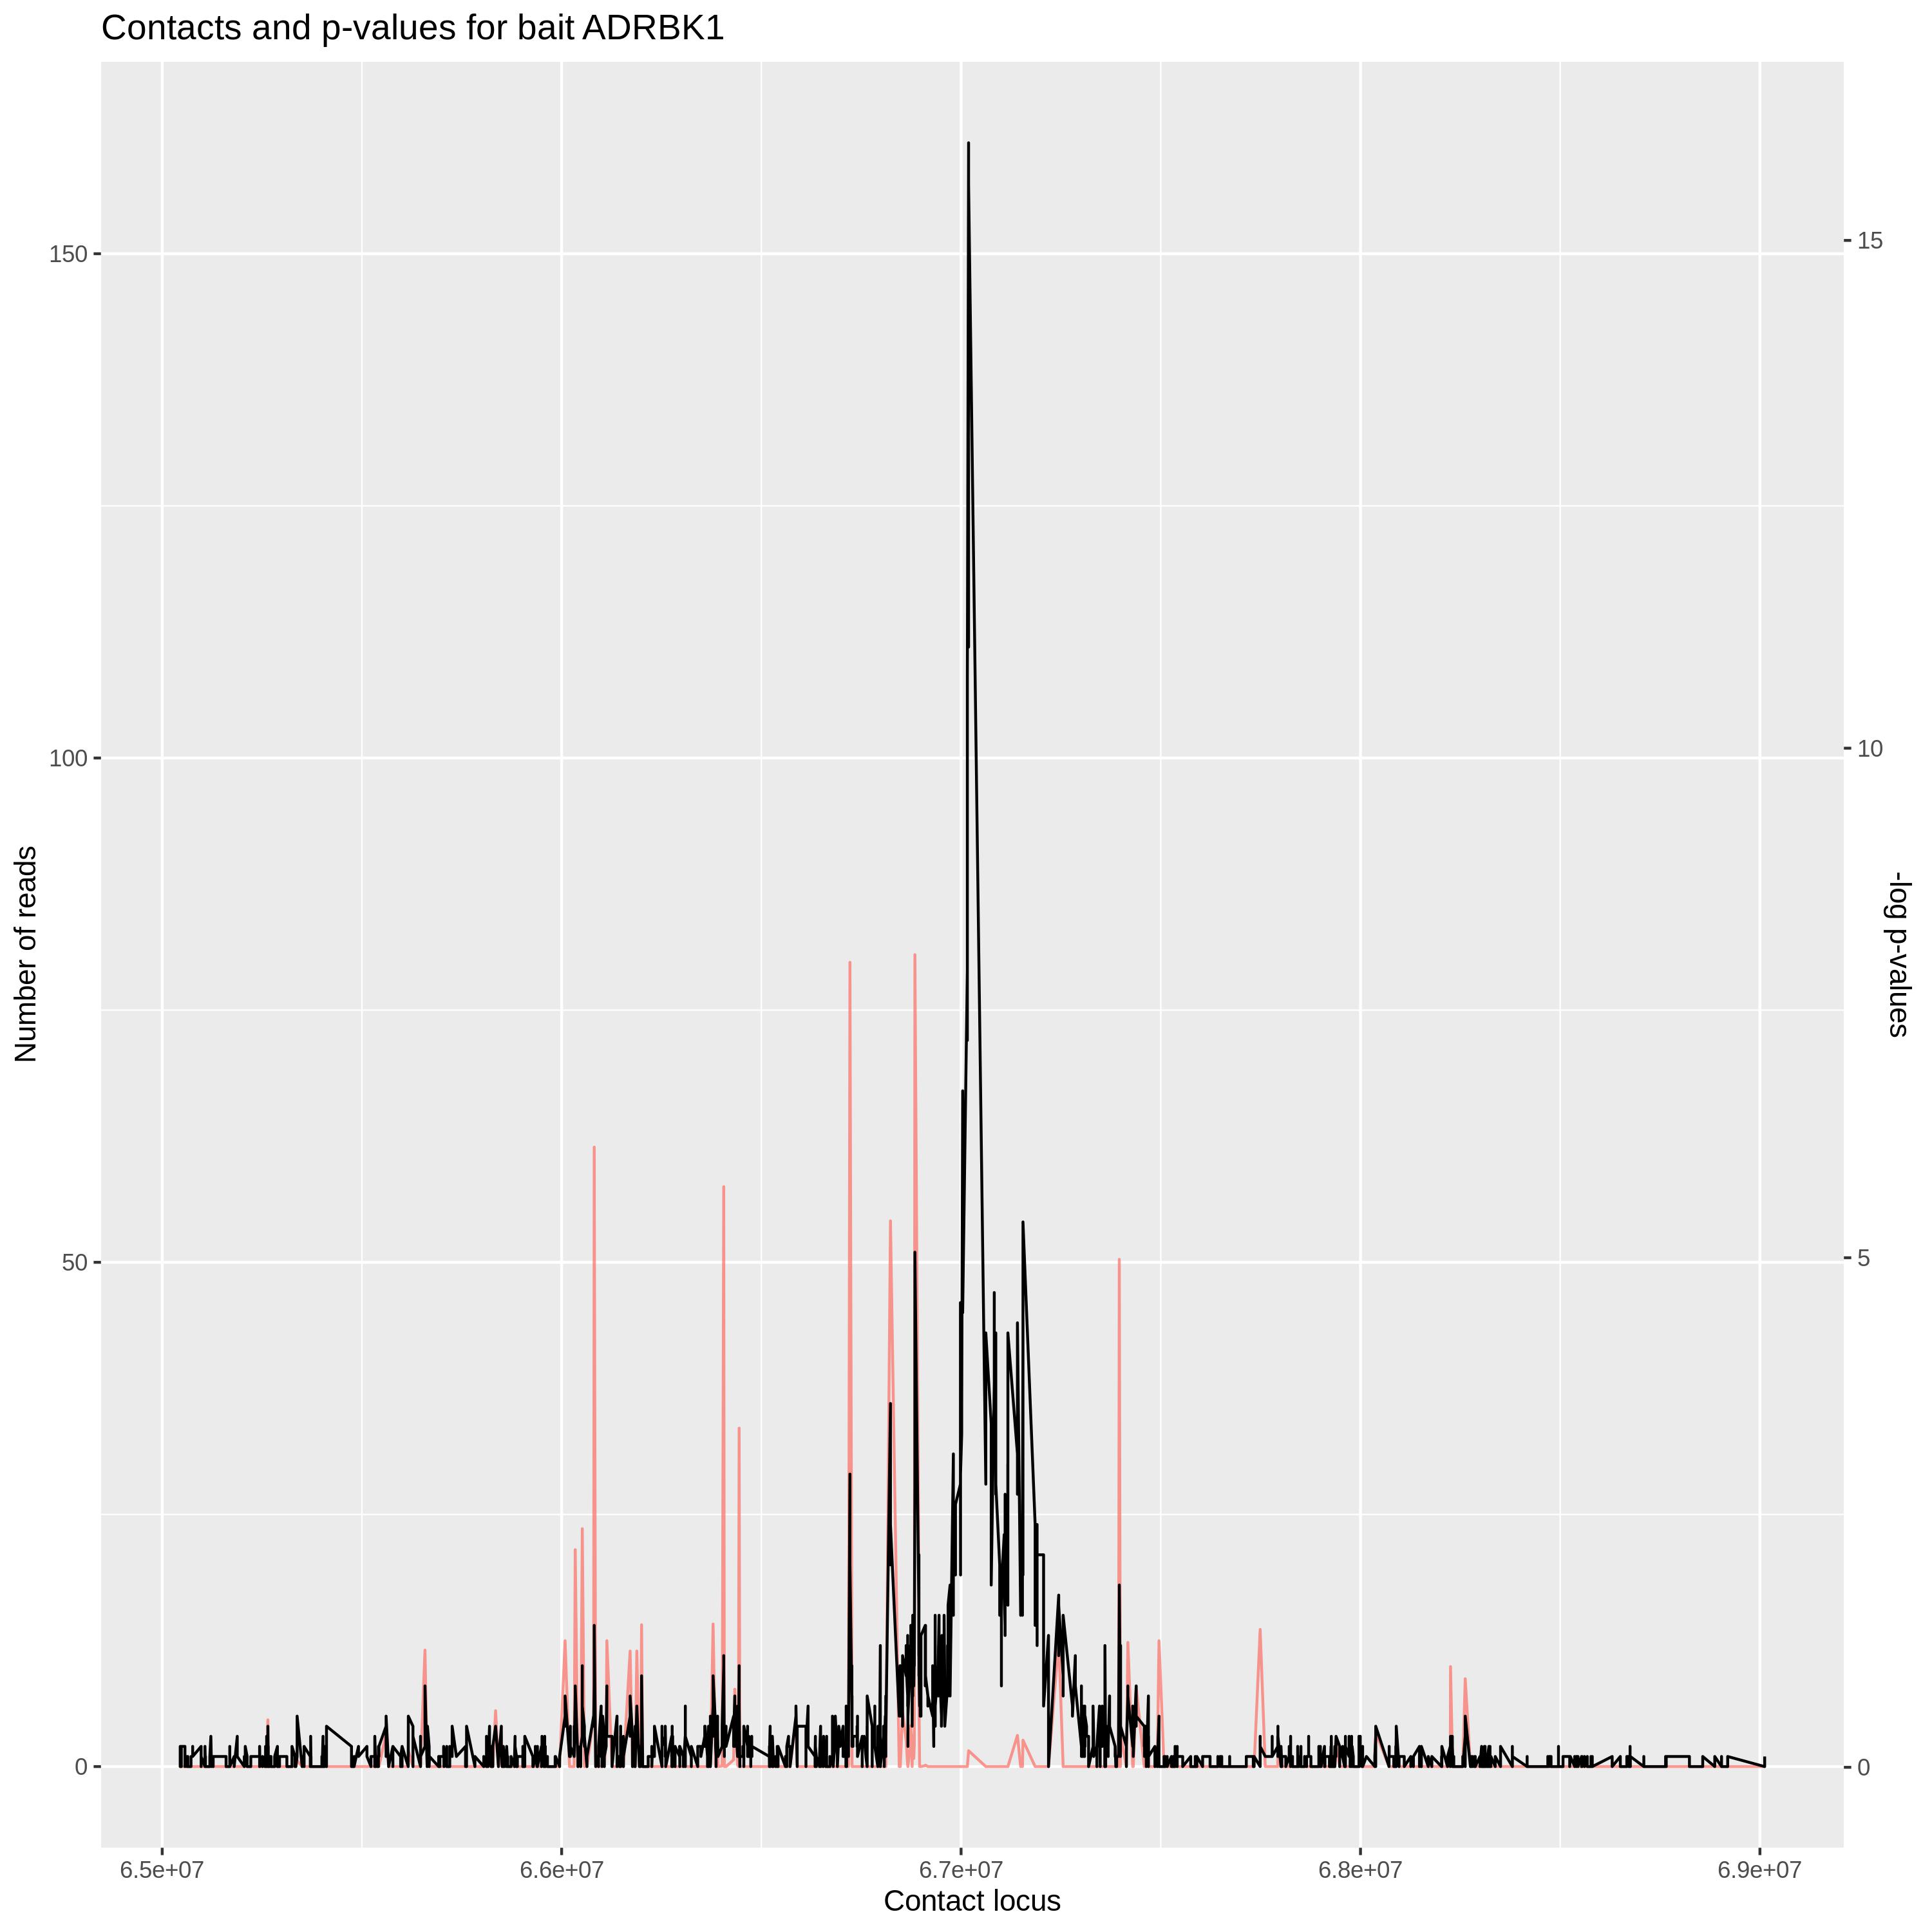 Contacts and p-values for bait ADRBK1
150
100
50
0
15
10
5
0
Number of reads
-log p-values
6.5e+07 6.6e+07 6.7e+07 6.8e+07 6.9e+07
Contact locus